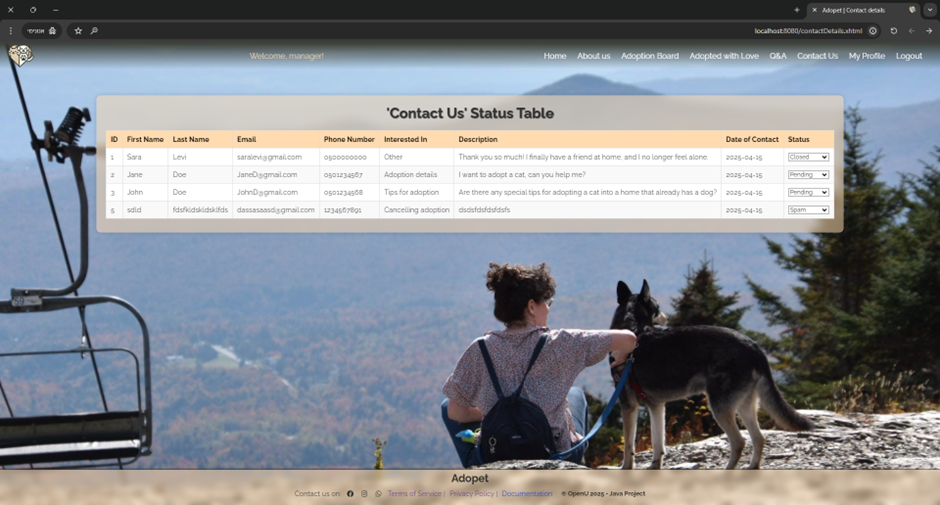 Adopet | Contact details
אנונימי
localhost:8080/contactDetails.xhtml
Welcome, manager!
Home About us Adoption Board Adopted with Love Q&A Contact Us My Profile Logout
'Contact Us' Status Table
ID First Name Last Name Email Phone Number Interested In Description Date of Contact Status
1 Sara Levi saralevi@gmail.com 0500000000 Other Thank you so much! I finally have a friend at home, and I no longer feel alone. 2025-04-15 Closed
2 Jane Doe JaneD@gmail.com 0501234567 Adoption details I want to adopt a cat, can you help me? 2025-04-15 Pending
3 John Doe JohnD@gmail.com 0501234568 Tips for adoption Are there any special tips for adopting a cat into a home that already has a dog? 2025-04-15 Pending
5 sdld fdsfkldskldsklfds dassasaasd@gmail.com 1234567891 Cancelling adoption dsdsfdsfdsfdsfs 2025-04-15 Spam
59
Adopet
Contact us on: Terms of Service | Privacy Policy | Documentation © OpenU 2025 - Java Project